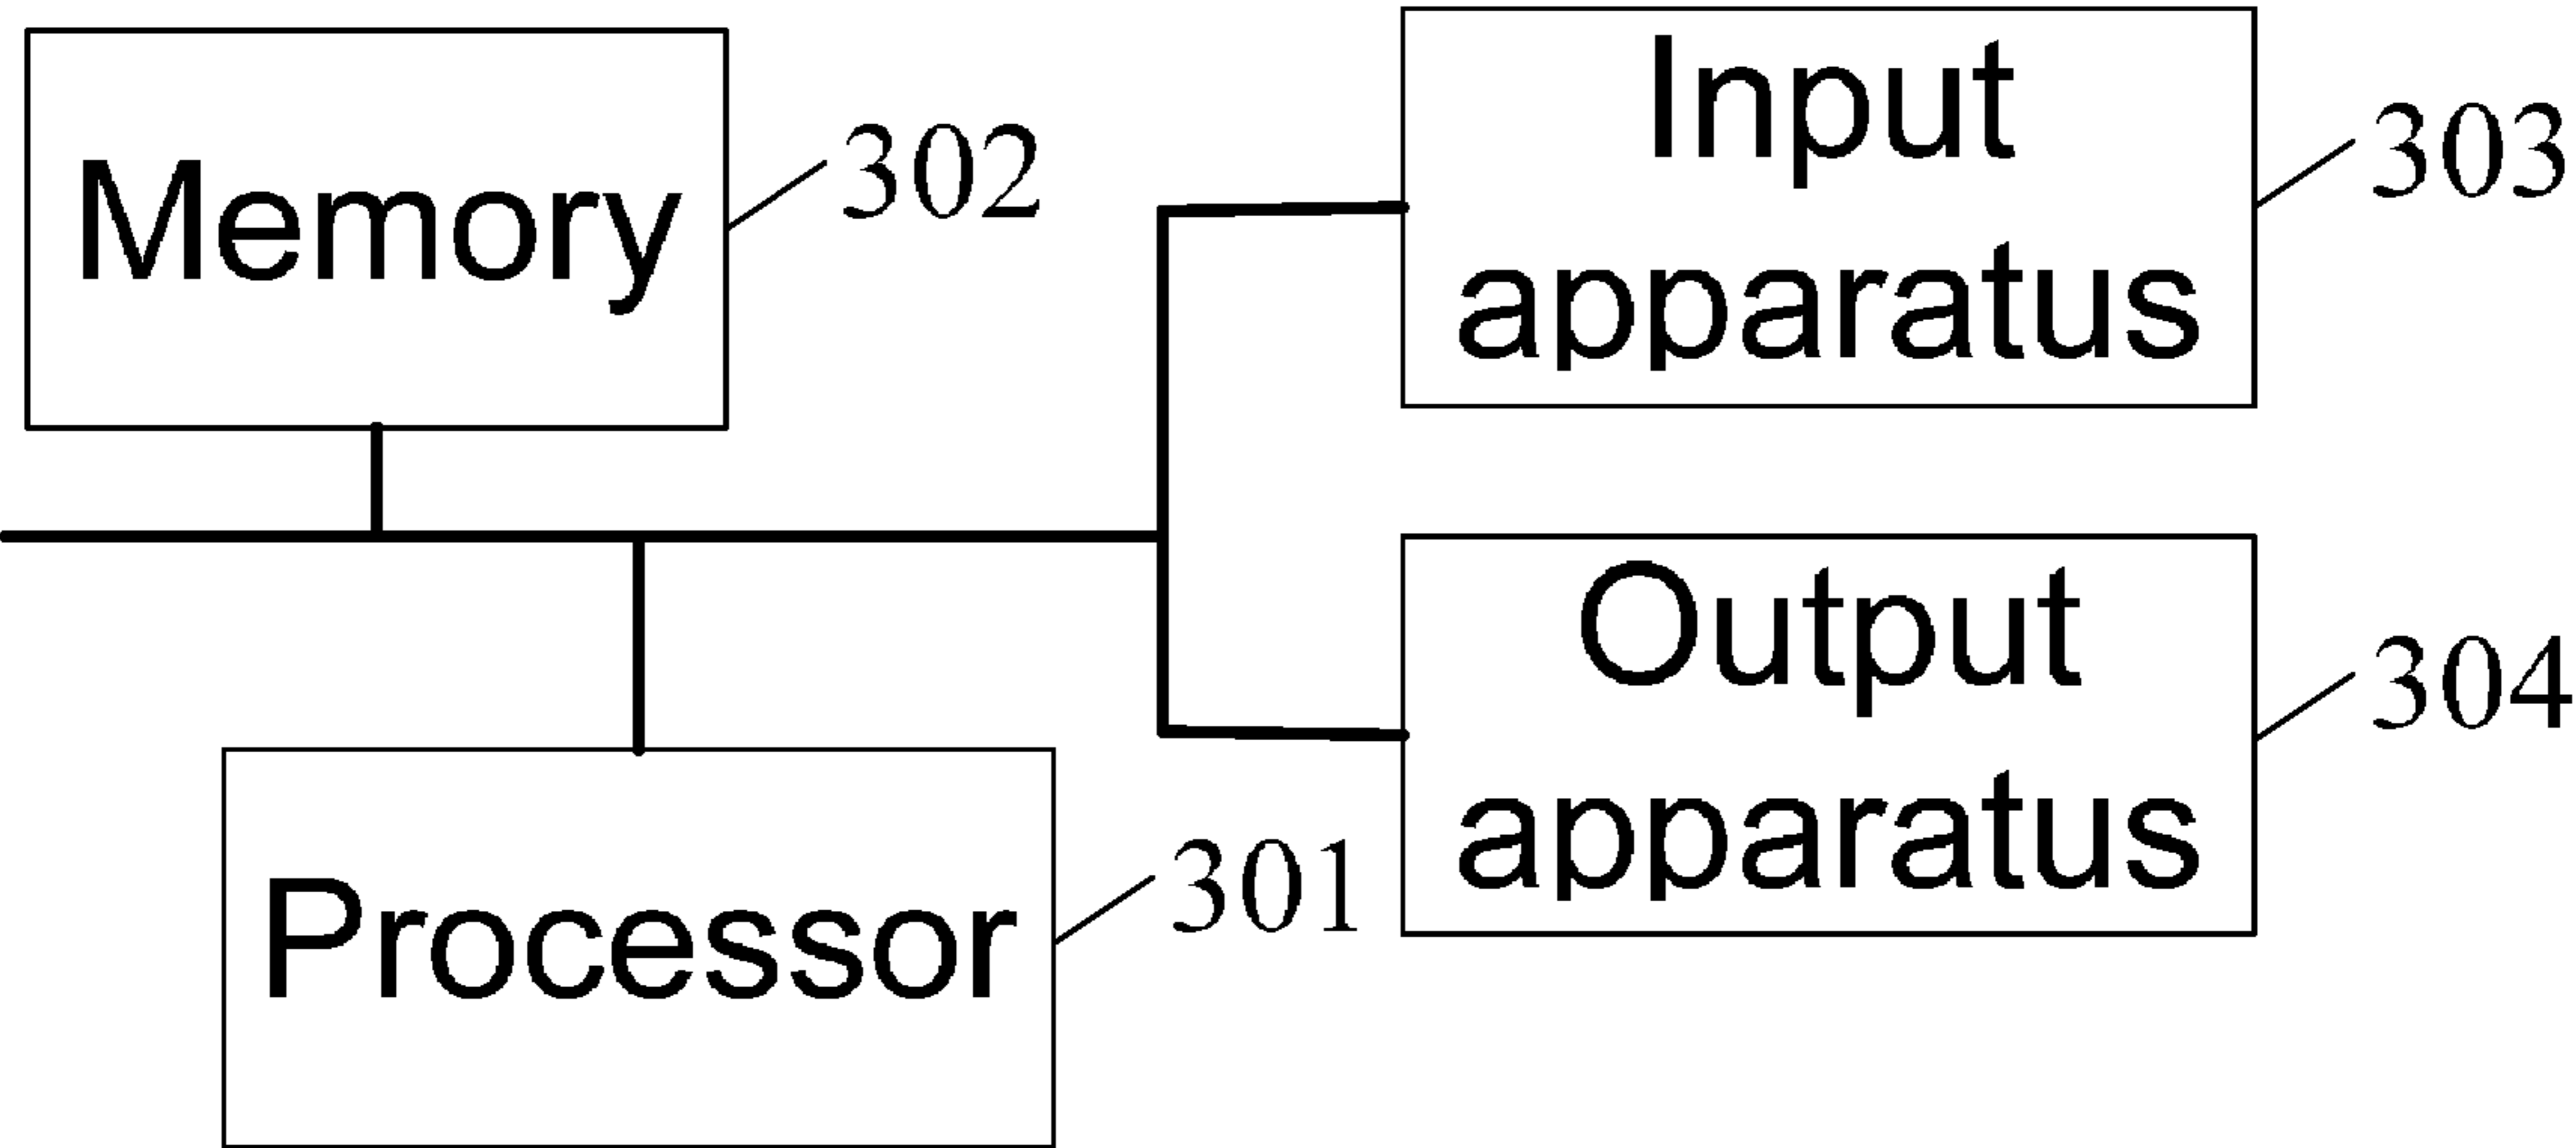 Memory
302
Input
apparatus
303
Output
apparatus
304
Processor
301